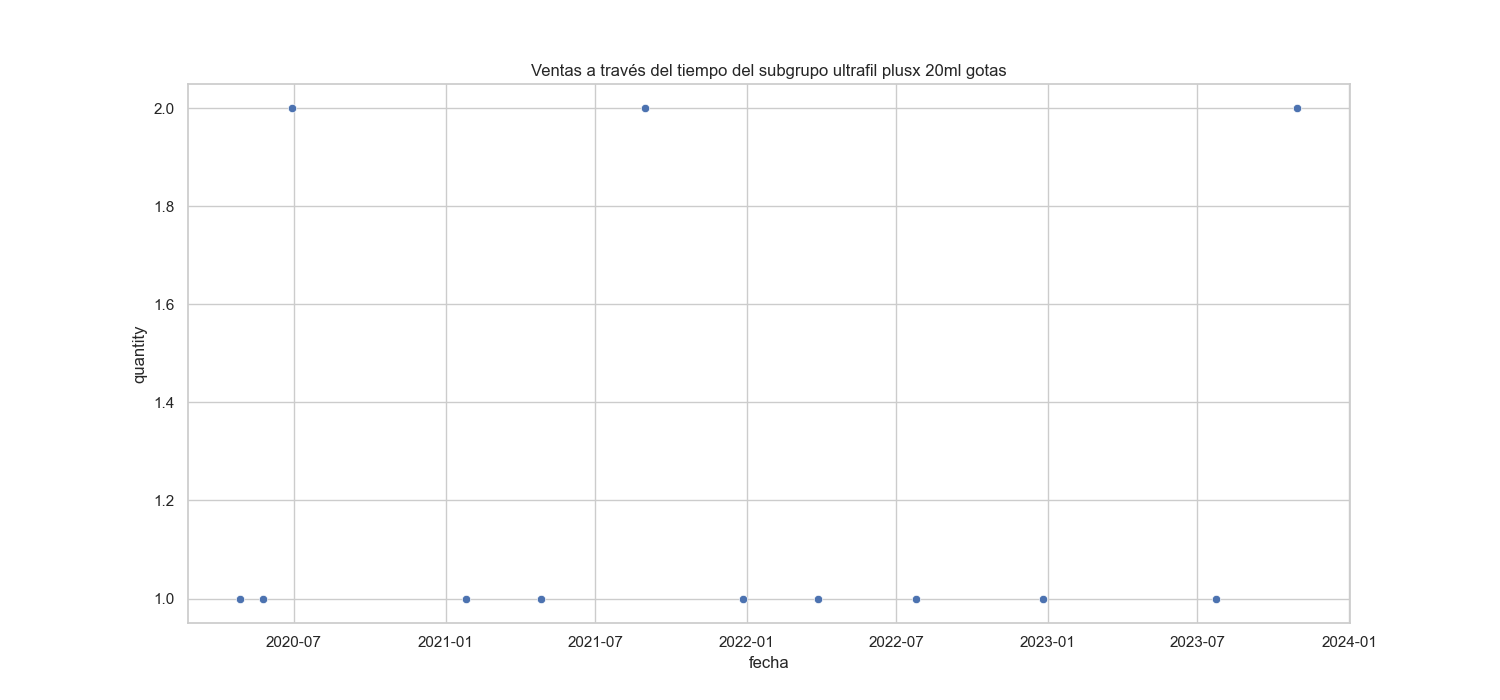 Ventas a través del tiempo del subgrupo ultrafil plusx 20ml gotas
2.0
1.8
1.6
1.4
1.2
1.0
quantity
2020-07 2021-01 2021-07 2022-01 2022-07 2023-01 2023-07 2024-01
fecha